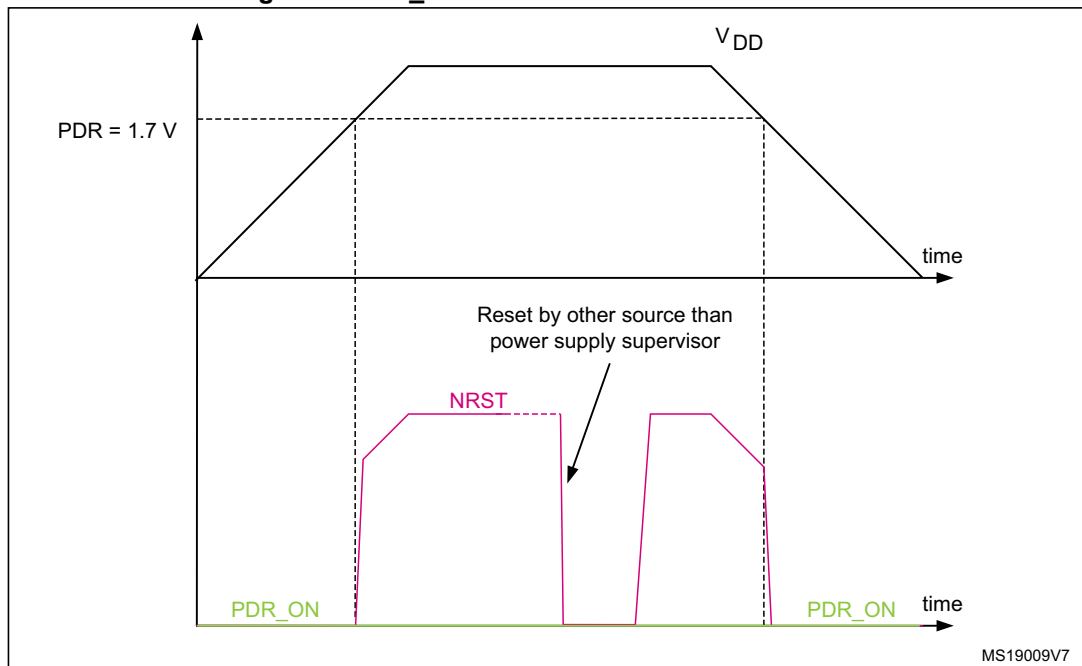 V DD
PDR = 1.7 V
time
Reset by other source than
power supply supervisor
NRST
PDR_ON
PDR_ON
time
MS19009V7